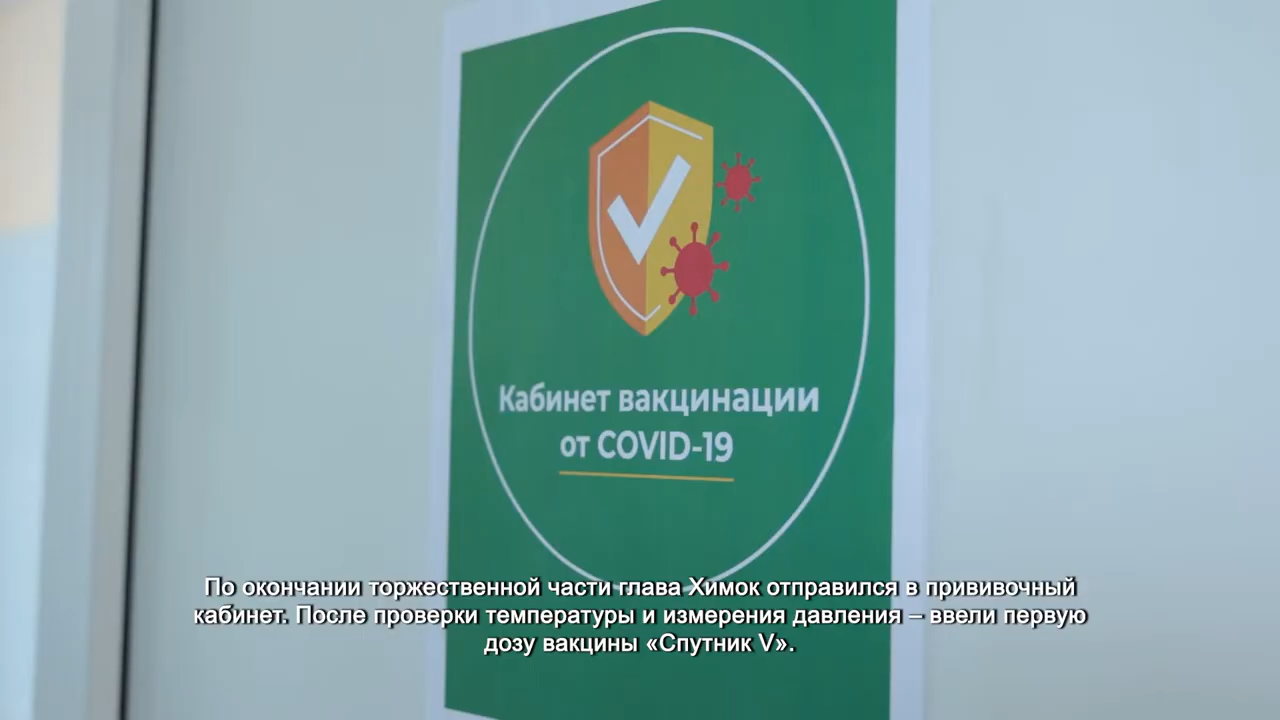 Кабинет вакцинации
от COVID-19
По окончании торжественной части глава Химок отправился в прививочный
кабинет. После проверки температуры и измерения давления – ввели первую
дозу вакцины «Спутник V».